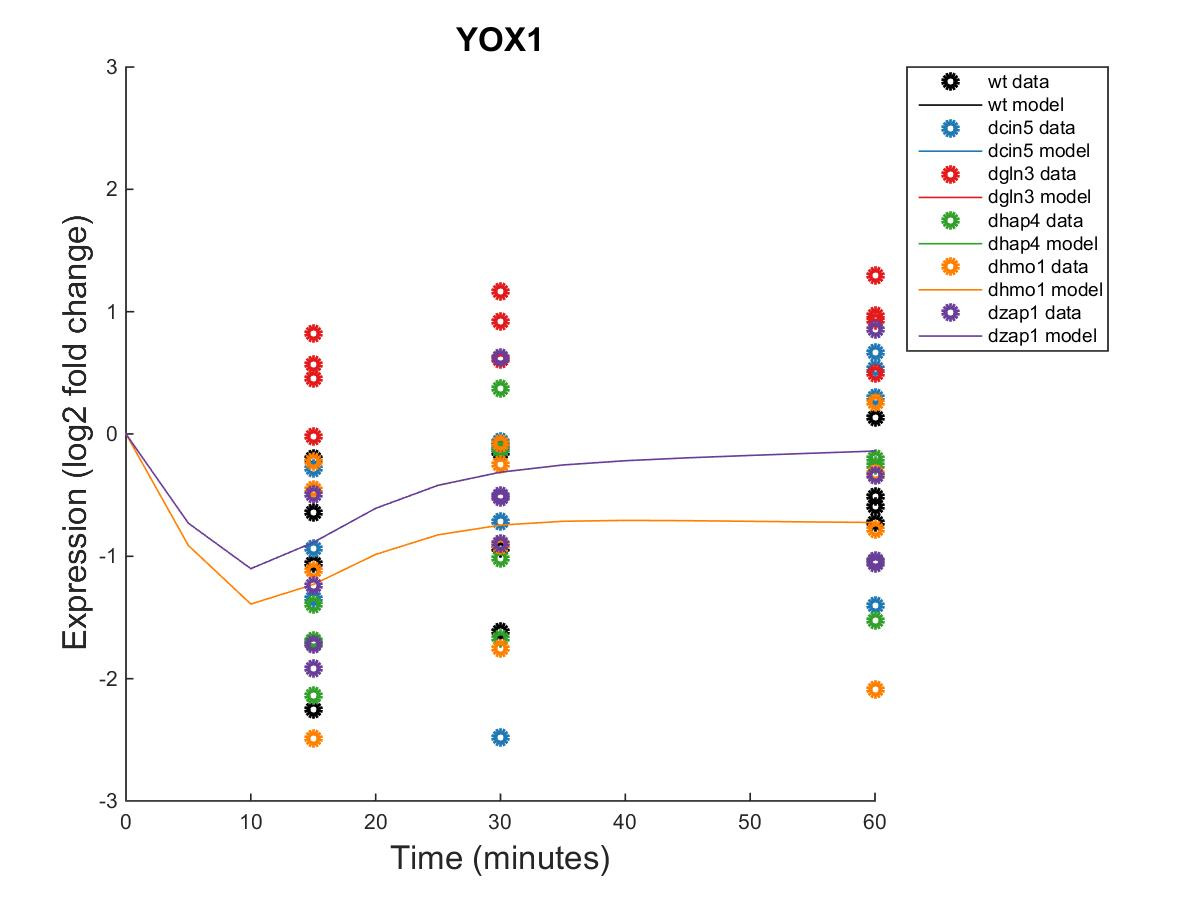 YOX1
3
2
1
0
-1
-2
-3
Expression (log2 fold change)
0 10 20 30 40 50 60
Time (minutes)
wt data
wt model
dcin5 data
dcin5 model
dgln3 data
dgln3 model
dhap4 data
dhap4 model
dhmo1 data
dhmo1 model
dzap1 data
dzap1 model